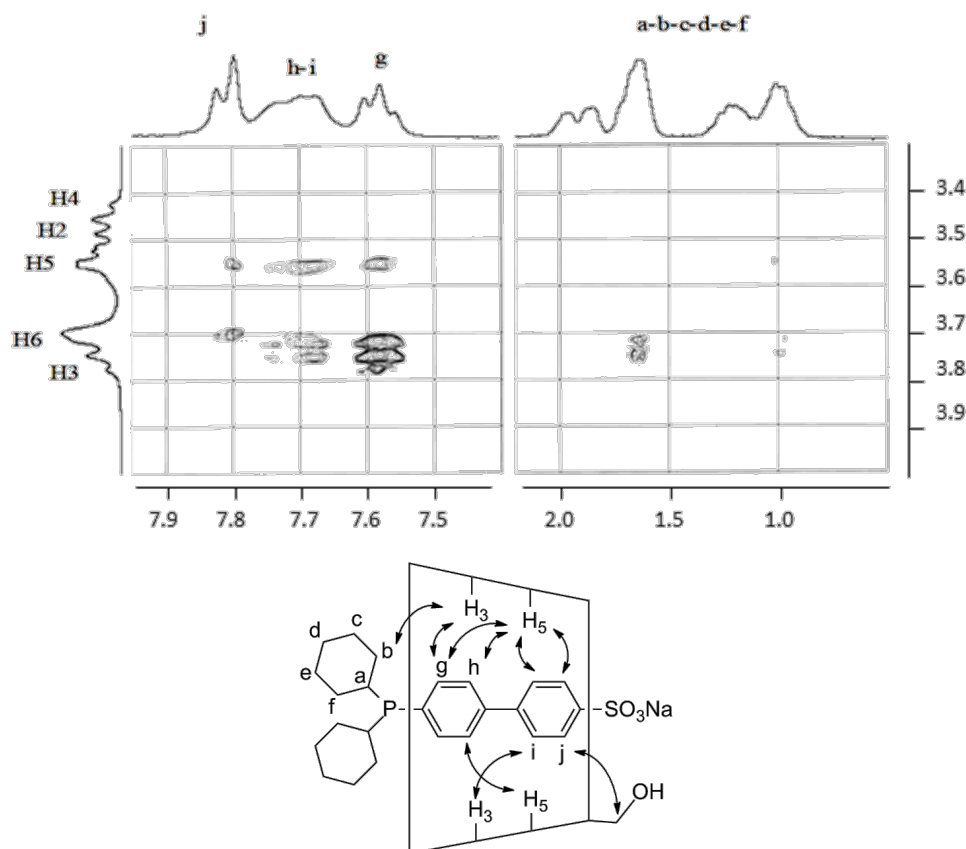 j
h-i
g
a-b-c-d-e-f
H4
H2
H5
H6
H3
3.4
3.5
3.6
3.7
3.8
3.9
7.9 7.8 7.7 7.6 7.5
2.0 1.5 1.0
H3
H5
c
d
b
e
a
f
g
h
P
SO3Na
i
j
H3
H5
OH